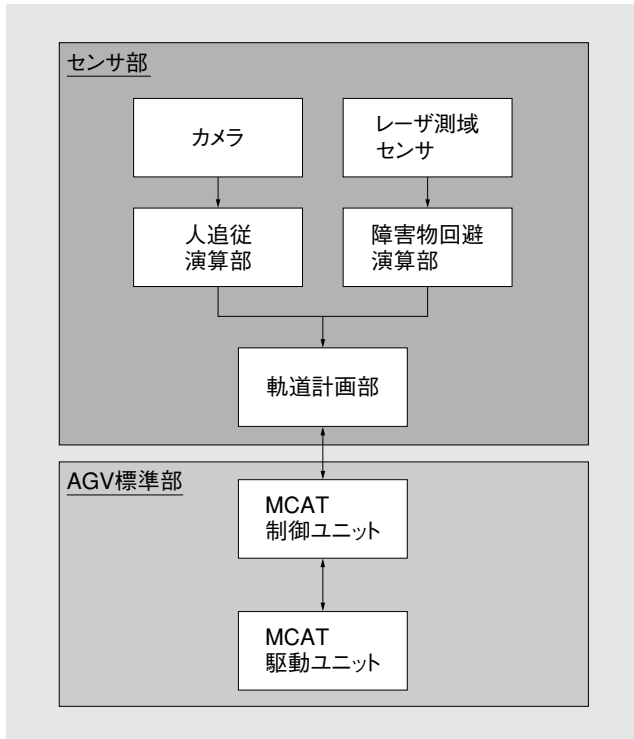 センサ部
カメラ
レーザ測域
センサ
人追従
演算部
障害物回避
演算部
軌道計画部
AGV標準部
MCAT
制御ユニット
MCAT
駆動ユニット